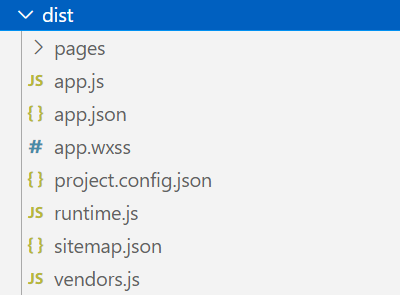 dist
pages
JS app.js
{} app.json
# app.wxss
{} project.config.json
JS runtime.js
{} sitemap.json
JS vendors.js